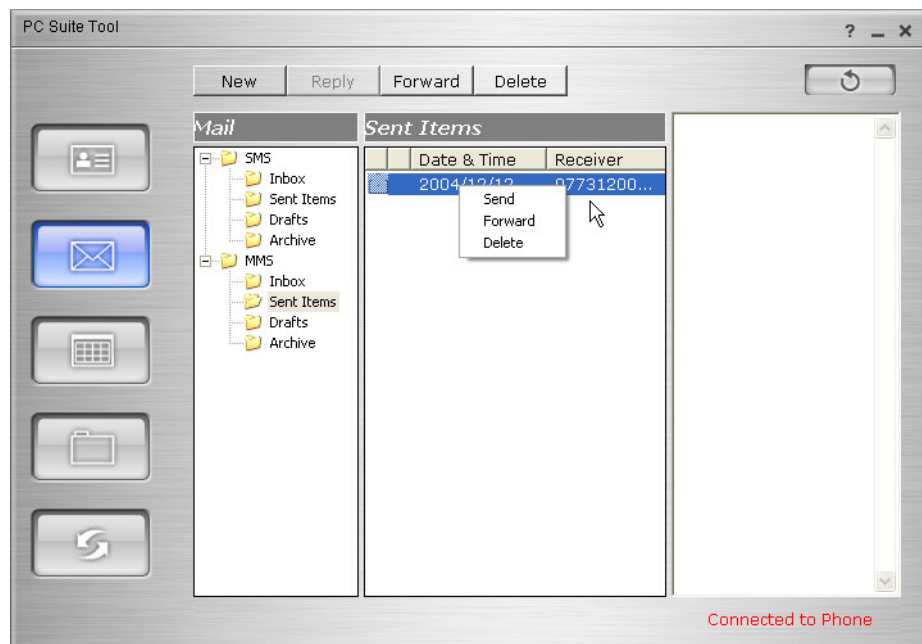 PC Suite Tool
New Reply Forward Delete
Mail
SMS
Inbox
Sent Items
Drafts
Archive
MMS
Inbox
Sent Items
Drafts
Archive
Sent Items
Date & Time Receiver
2004/12/12 07731200...
Send
Forward
Delete
Connected to Phone